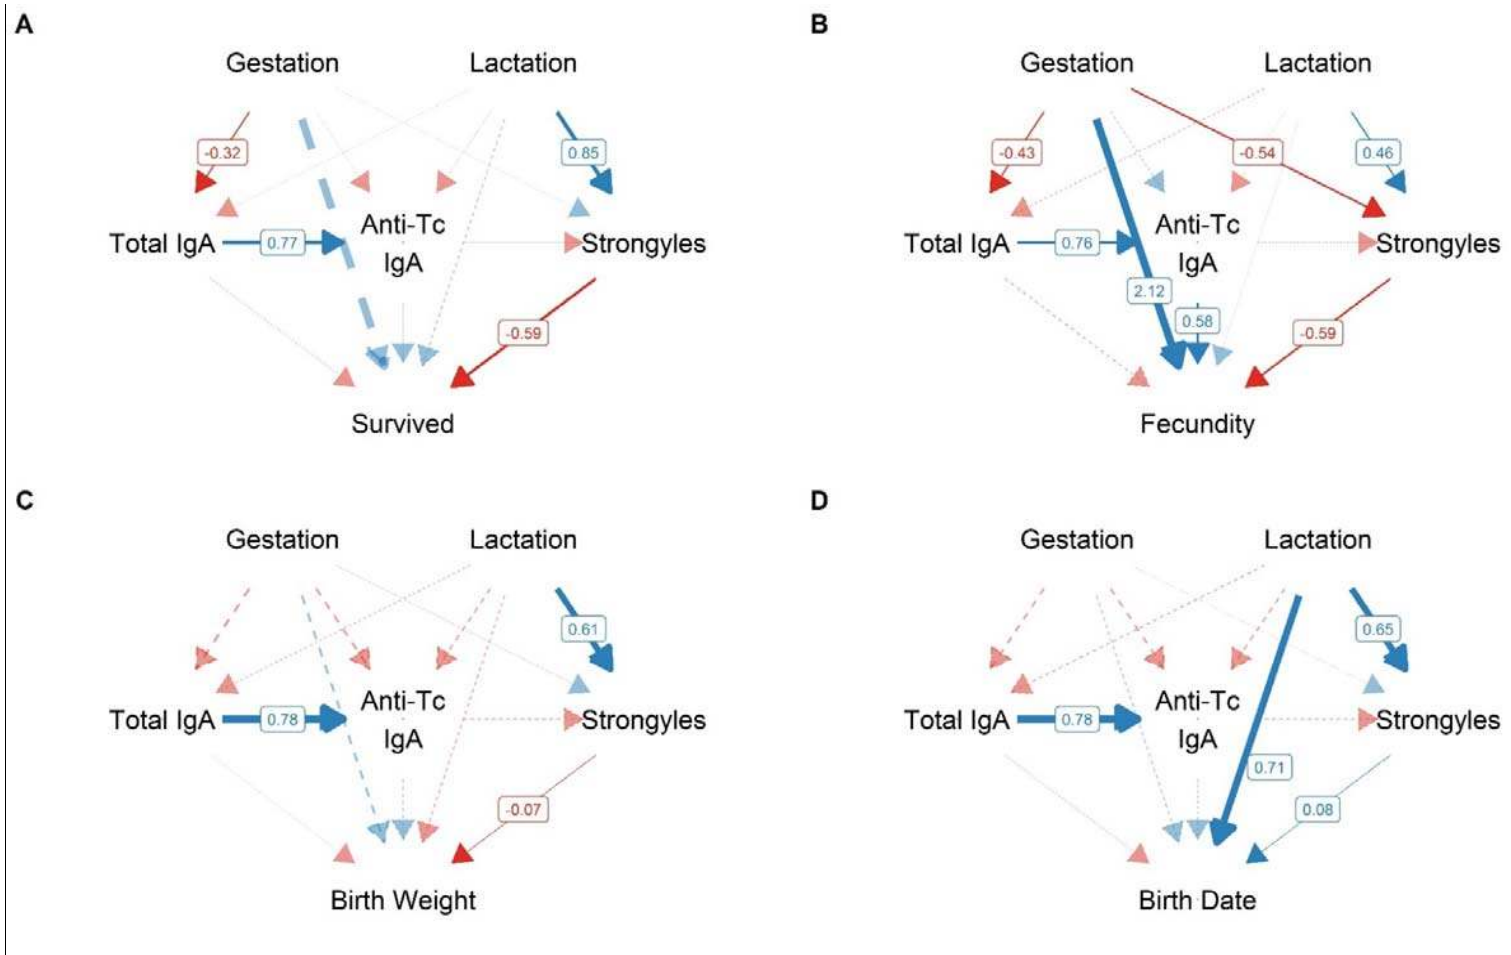 A
B
Gestation
Lactation
Gestation
Lactation
-0.32
0.85
-0.43
-0.54
0.46
Total IgA
0.77
Anti-Tc
IgA
Strongyles
Total IgA
0.76
Anti-Tc
IgA
Strongyles
2.12
0.58
-0.59
-0.59
Survived
Fecundity
C
D
Gestation
Lactation
Gestation
Lactation
0.61
0.65
Total IgA
0.78
Anti-Tc
IgA
Strongyles
Total IgA
0.78
Anti-Tc
IgA
Strongyles
0.71
-0.07
0.08
Birth Weight
Birth Date